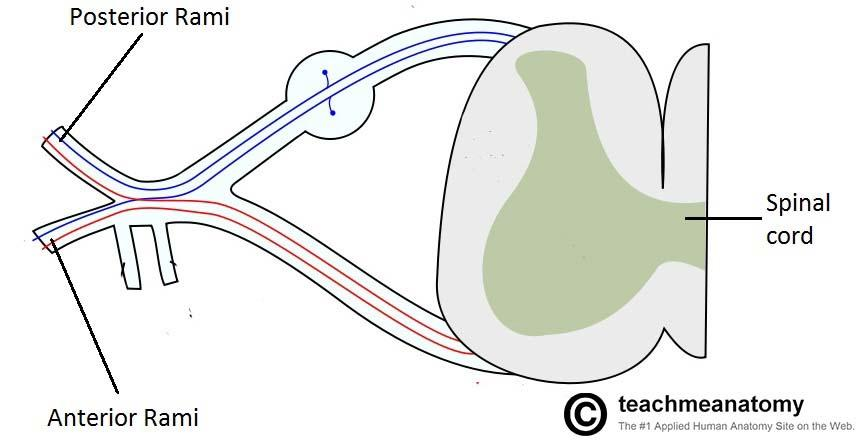 Posterior Rami
Spinal
cord
Anterior Rami
© teachmeanatomy
The #1 Applied Human Anatomy Site on the Web.